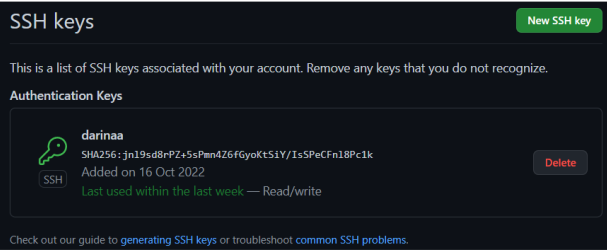 SSH keys
New SSH key
This is a list of SSH keys associated with your account. Remove any keys that you do not recognize.
Authentication Keys
darinaa
SHA256:jnl9sd8rPZ+5sPmn4Z6fGyoKtSiY/IsSPeCFnl8Pc1k
Added on 16 Oct 2022
Last used within the last week — Read/write
SSH
Delete
Check out our guide to generating SSH keys or troubleshoot common SSH problems.